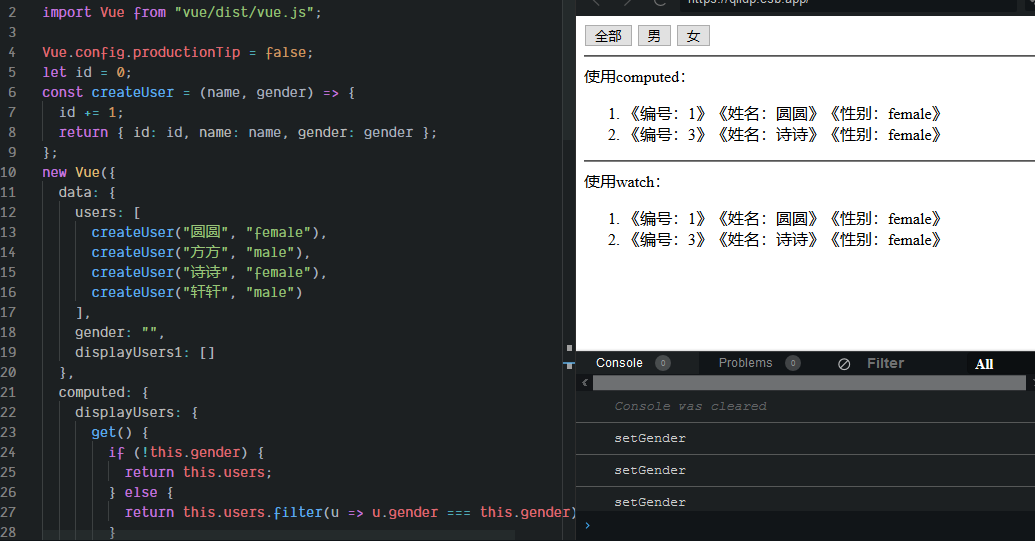 2 import Vue from "vue/dist/vue.js";
3
4 Vue.config.productionTip = false;
5 let id = 0;
6 const createUser = (name, gender) => {
7 id += 1;
8 return { id: id, name: name, gender: gender };
9 };
10 new Vue({
11 data: {
12 users: [
13 createUser("圆圆", "female"),
14 createUser("方方", "male"),
15 createUser("诗诗", "female"),
16 createUser("轩轩", "male")
17 ],
18 gender: "",
19 displayUsers1: []
20 },
21 computed: {
22 displayUsers: {
23 get() {
24 if (!this.gender) {
25 return this.users;
26 } else {
27 return this.users.filter(u => u.gender === this.gender)
28 }
全部 男 女
使用computed：
1. 《编号：1》《姓名：圆圆》《性别：female》
2. 《编号：3》《姓名：诗诗》《性别：female》
使用watch：
1. 《编号：1》《姓名：圆圆》《性别：female》
2. 《编号：3》《姓名：诗诗》《性别：female》
Console 0 Problems 0 Filter All
Console was cleared
setGender
setGender
setGender